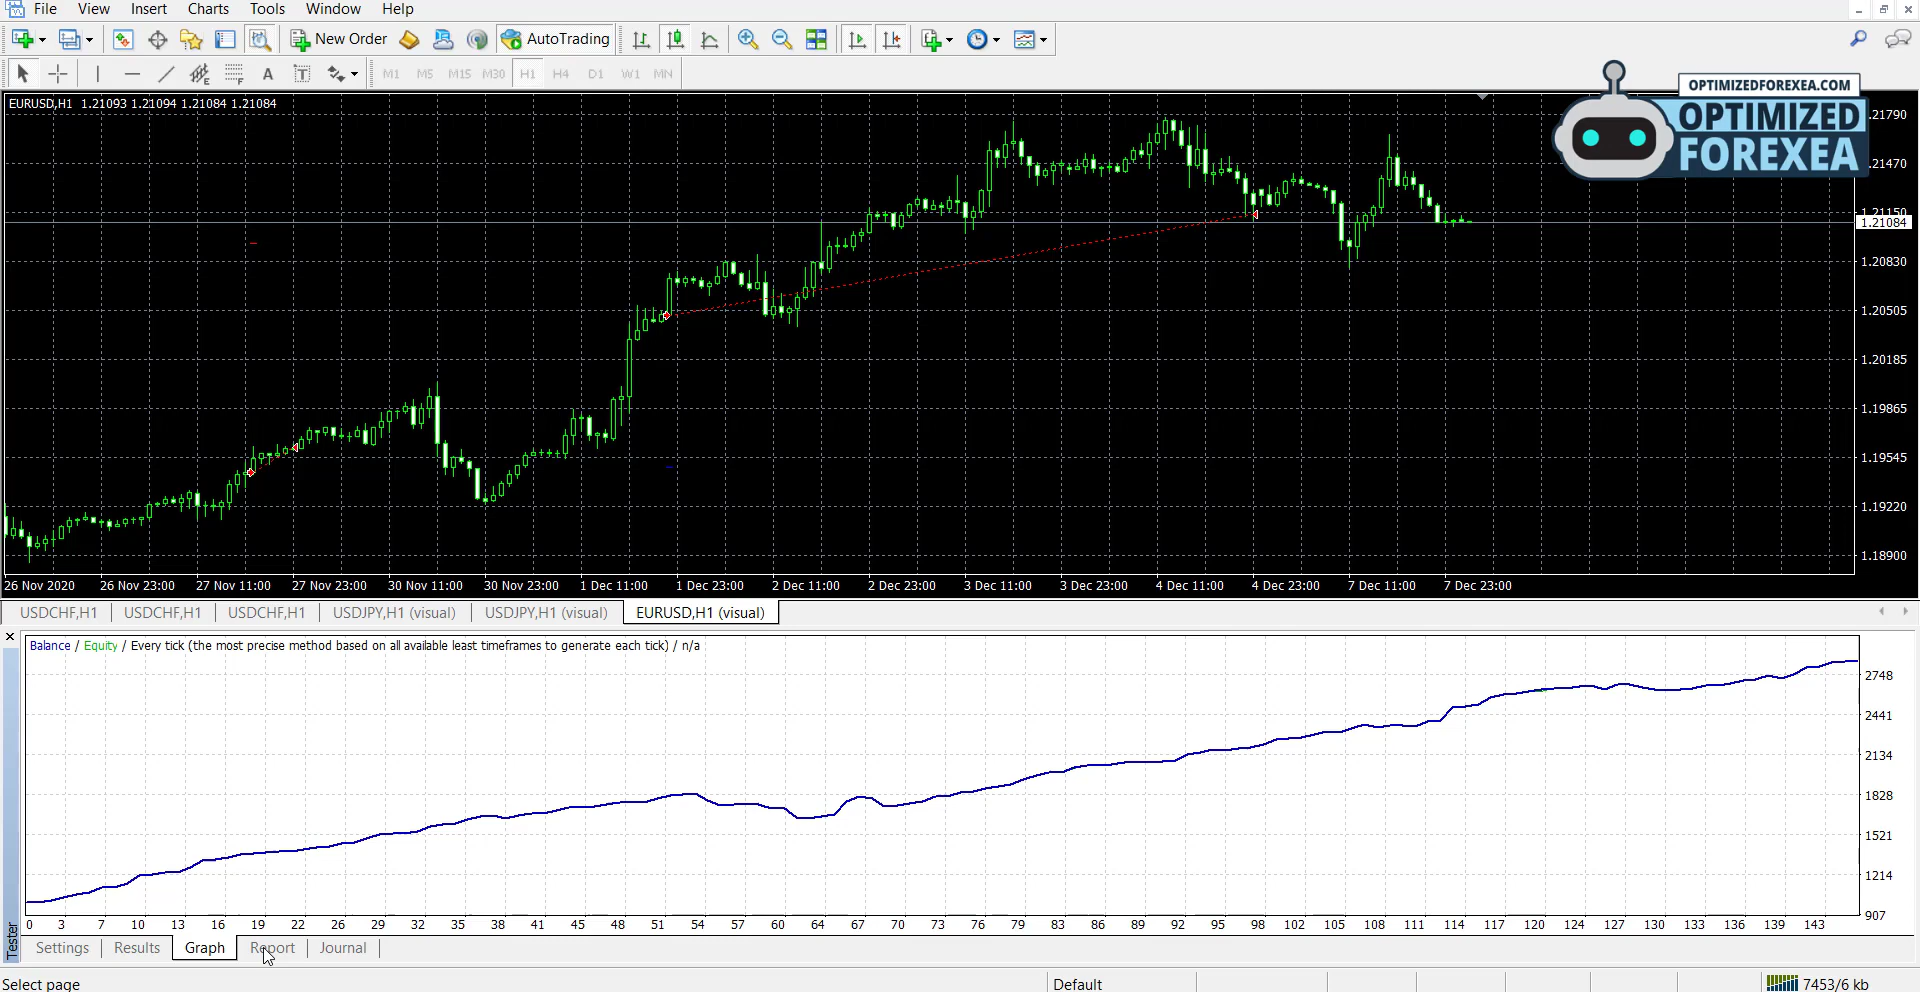 File View Insert Charts Tools Window Help
New Order AutoTrading
A T M1 M5 M15 M30 H1 H4 D1 W1 MN
OPTIMIZEDFOREXEA.COM
OPTIMIZED
FOREXEA
EURUSD,H1 1.21093 1.21094 1.21084 1.21084
1.21790
1.21470
1.21150
1.21084
1.20830
1.20505
1.20185
1.19865
1.19545
1.19220
1.18900
26 Nov 2020 26 Nov 23:00 27 Nov 11:00 27 Nov 23:00 30 Nov 11:00 30 Nov 23:00 1 Dec 11:00 1 Dec 23:00 2 Dec 11:00 2 Dec 23:00 3 Dec 11:00 3 Dec 23:00 4 Dec 11:00 4 Dec 23:00 7 Dec 11:00 7 Dec 23:00
USDCHF,H1 USDCHF,H1 USDCHF,H1 USDJPY,H1 (visual) USDJPY,H1 (visual) EURUSD,H1 (visual)
Balance / Equity / Every tick (the most precise method based on all available least timeframes to generate each tick) / n/a
2748
2441
2134
1828
1521
1214
907
0 3 7 10 13 16 19 22 26 29 32 35 38 41 45 48 51 54 57 60 64 67 70 73 76 79 83 86 89 92 95 98 102 105 108 111 114 117 120 124 127 130 133 136 139 143
Tester
Settings Results Graph Report Journal
Select page Default 7453/6 kb